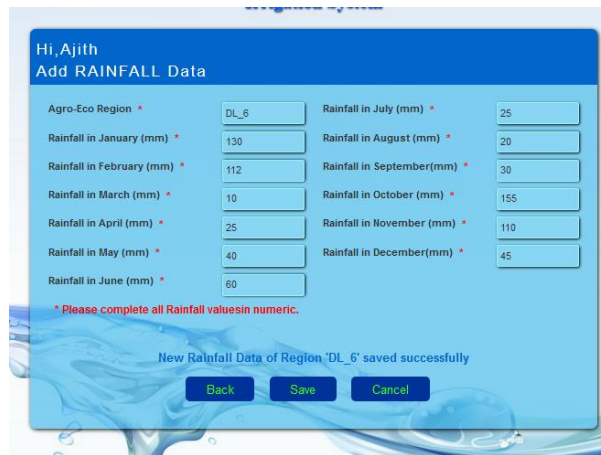 Hi,Ajith
Add RAINFALL Data
Agro-Eco Region * DL_6 Rainfall in July (mm) * 25
Rainfall in January (mm) * 130 Rainfall in August (mm) * 20
Rainfall in February (mm) * 112 Rainfall in September(mm) * 30
Rainfall in March (mm) * 10 Rainfall in October (mm) * 155
Rainfall in April (mm) * 25 Rainfall in November (mm) * 110
Rainfall in May (mm) * 40 Rainfall in December(mm) * 45
Rainfall in June (mm) * 60
* Please complete all Rainfall valuesin numeric.
New Rainfall Data of Region 'DL_6' saved successfully
Back Save Cancel